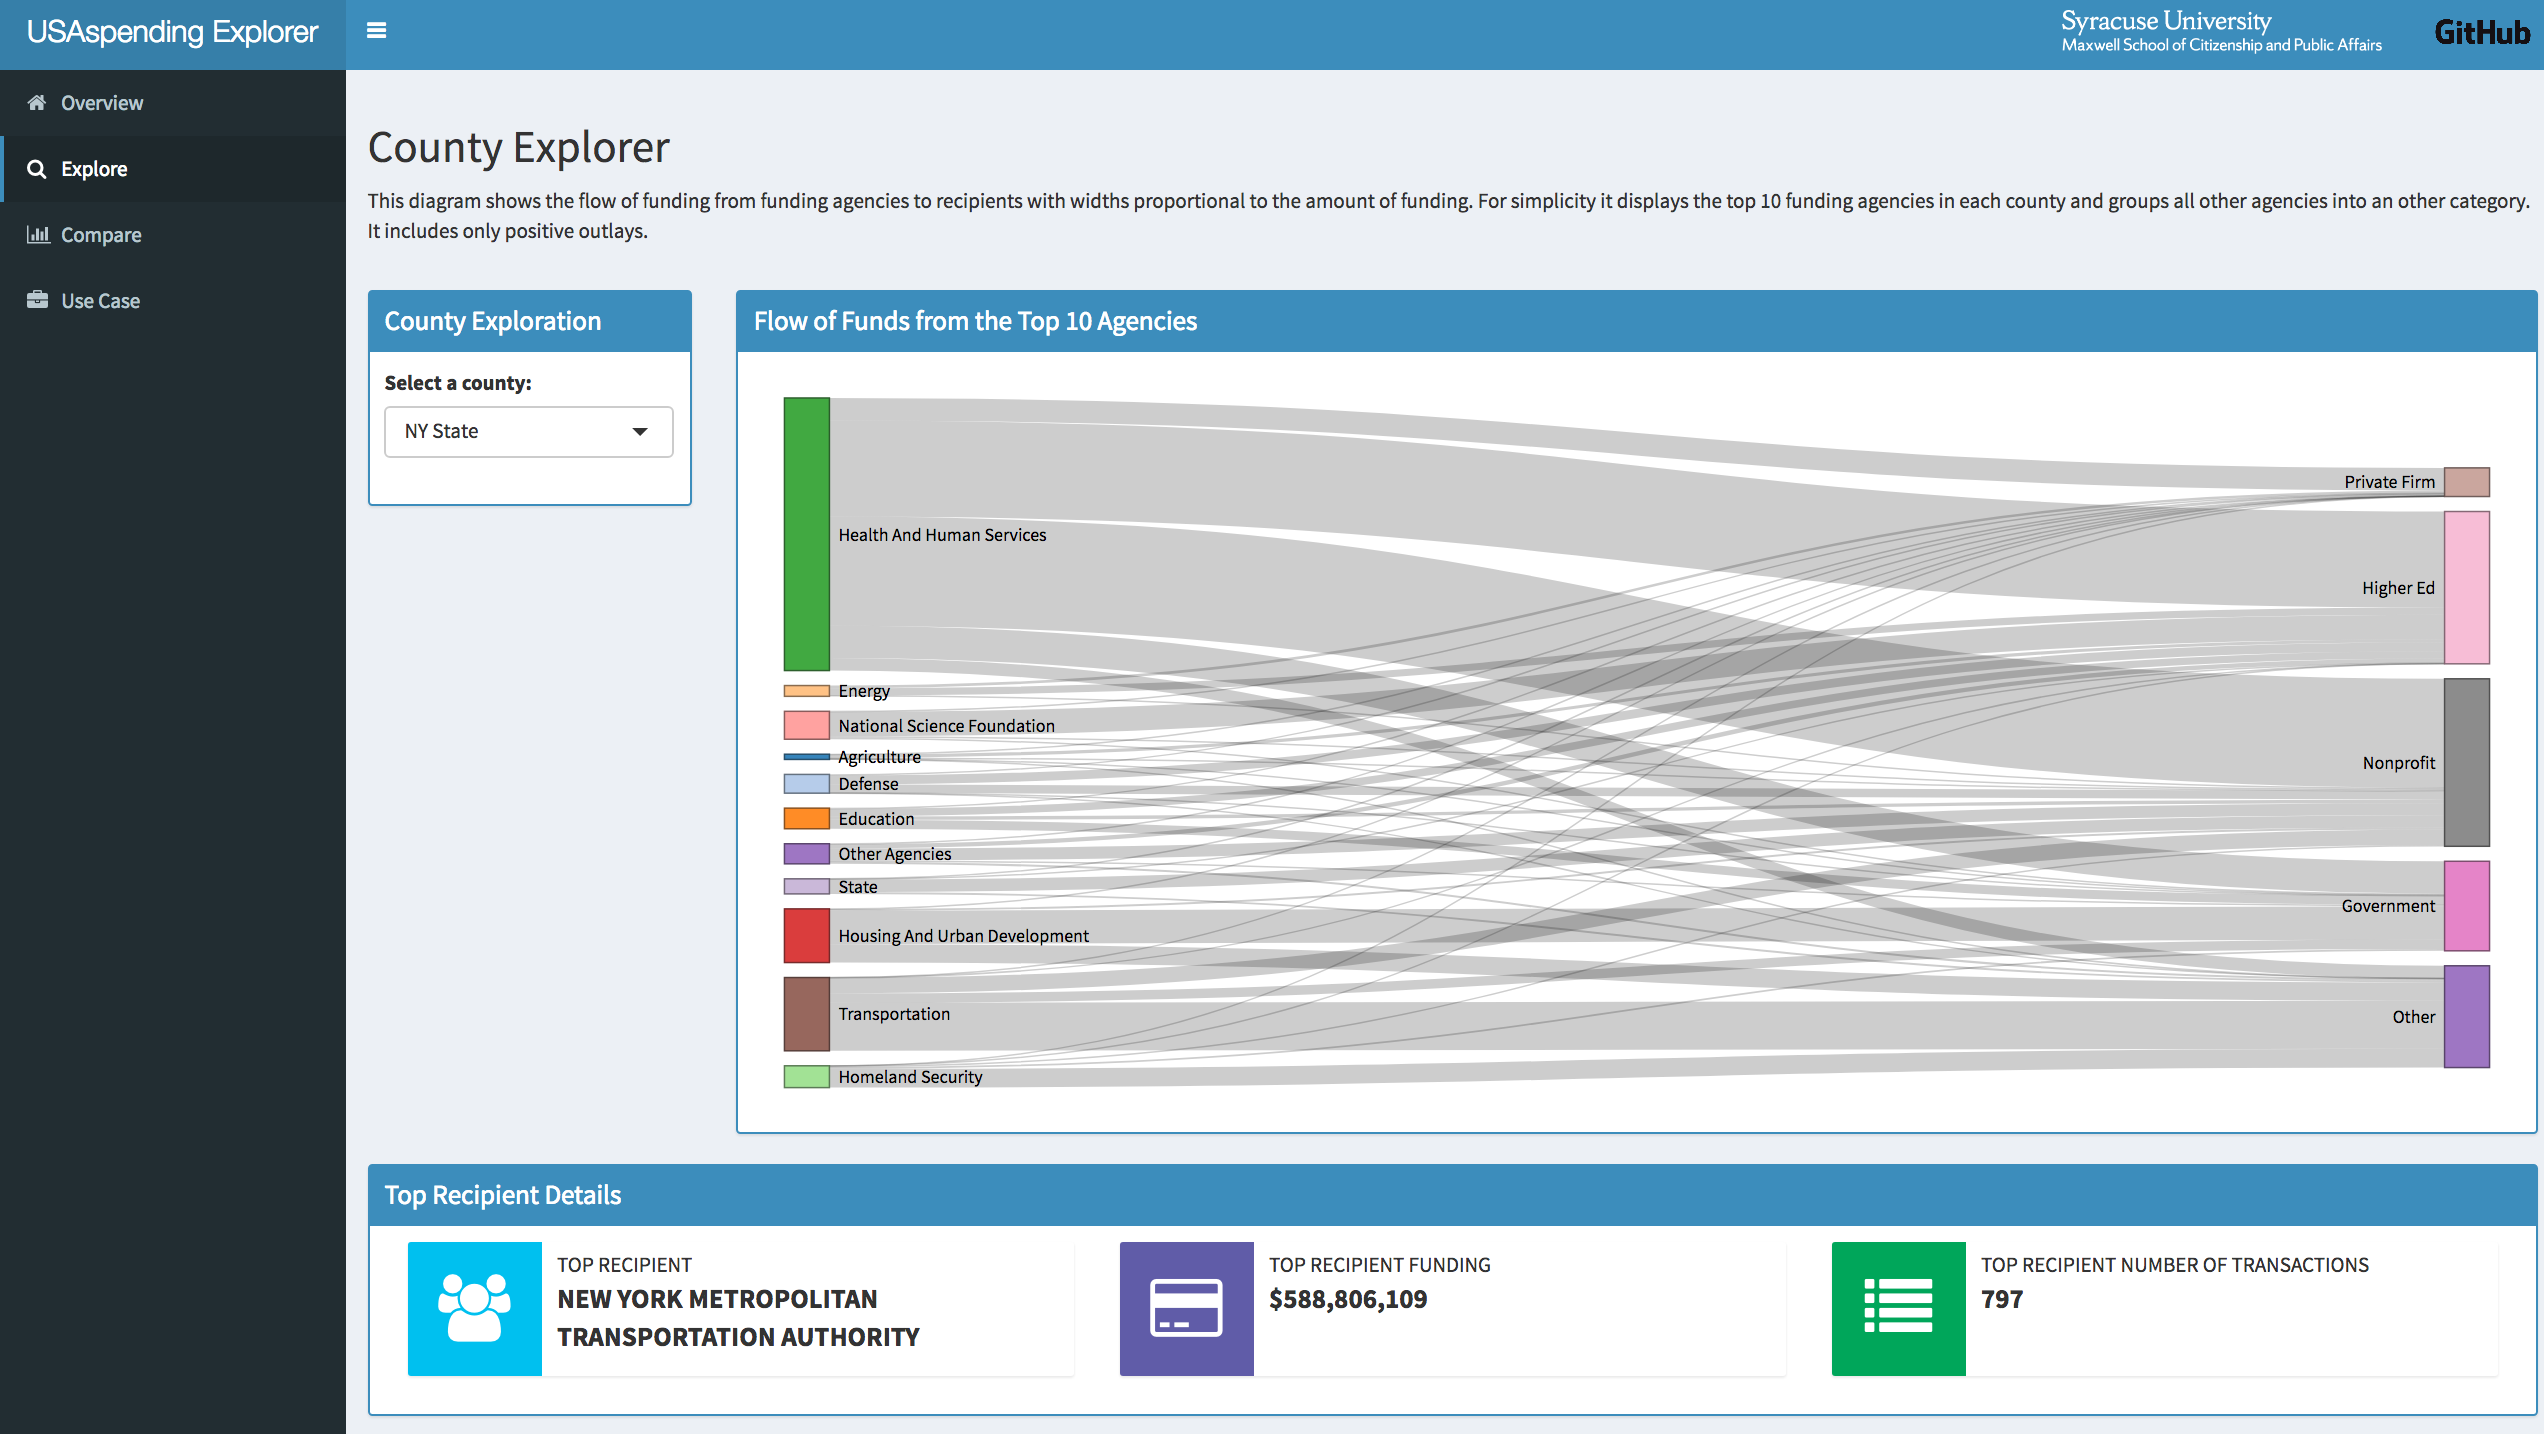 USAspending Explorer
Syracuse University
Maxwell School of Citizenship and Public Affairs
GitHub
Overview
Explore
Compare
Use Case
County Explorer
This diagram shows the flow of funding from funding agencies to recipients with widths proportional to the amount of funding. For simplicity it displays the top 10 funding agencies in each county and groups all other agencies into an other category.
It includes only positive outlays.
County Exploration
Select a county:
NY State
Flow of Funds from the Top 10 Agencies
Health And Human Services
Energy
National Science Foundation
Agriculture
Defense
Education
Other Agencies
State
Housing And Urban Development
Transportation
Homeland Security
Private Firm
Higher Ed
Nonprofit
Government
Other
Top Recipient Details
TOP RECIPIENT
NEW YORK METROPOLITAN
TRANSPORTATION AUTHORITY
TOP RECIPIENT FUNDING
$588,806,109
TOP RECIPIENT NUMBER OF TRANSACTIONS
797